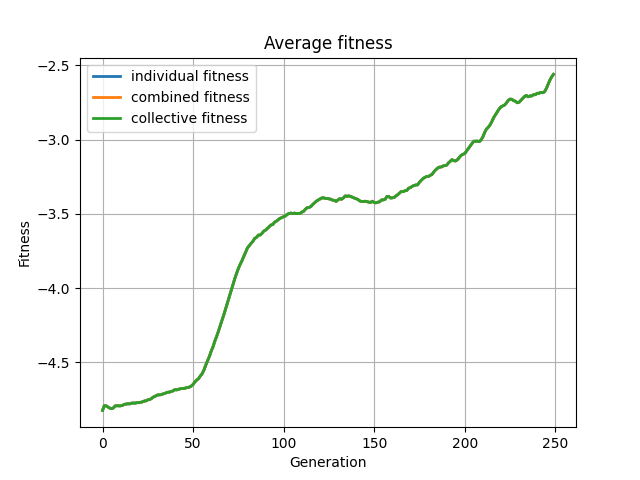 Average fitness
individual fitness
combined fitness
collective fitness
−2.5
−3.0
−3.5
−4.0
−4.5
Fitness
0 50 100 150 200 250
Generation